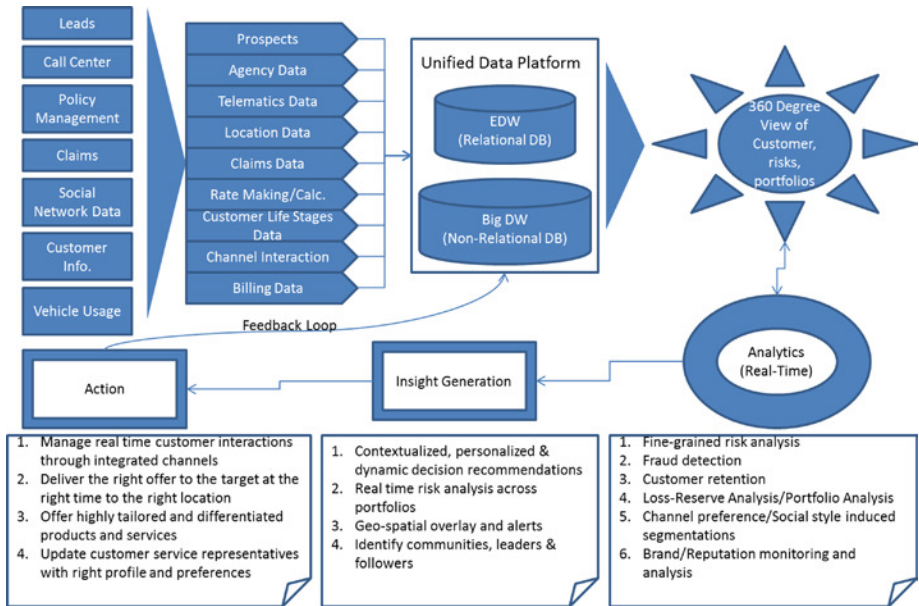 Leads
Call Center
Policy
Management
Claims
Social
Network Data
Customer
Info.
Vehicle Usage
Prospects
Agency Data
Telematics Data
Location Data
Claims Data
Rate Making/Calc.
Customer Life Stages
Data
Channel Interaction
Billing Data
Unified Data Platform
EDW
(Relational DB)
Big DW
(Non-Relational DB)
360 Degree
View of
Customer,
risks,
portfolios
Feedback Loop
Action
Insight Generation
Analytics
(Real-Time)
1. Manage real time customer interactions
through integrated channels
2. Deliver the right offer to the target at the
right time to the right location
3. Offer highly tailored and differentiated
products and services
4. Update customer service representatives
with right profile and preferences
1. Contextualized, personalized &
dynamic decision recommendations
2. Real time risk analysis across
portfolios
3. Geo-spatial overlay and alerts
4. Identify communities, leaders &
followers
1. Fine-grained risk analysis
2. Fraud detection
3. Customer retention
4. Loss-Reserve Analysis/Portfolio Analysis
5. Channel preference/Social style induced
segmentations
6. Brand/Reputation monitoring and
analysis